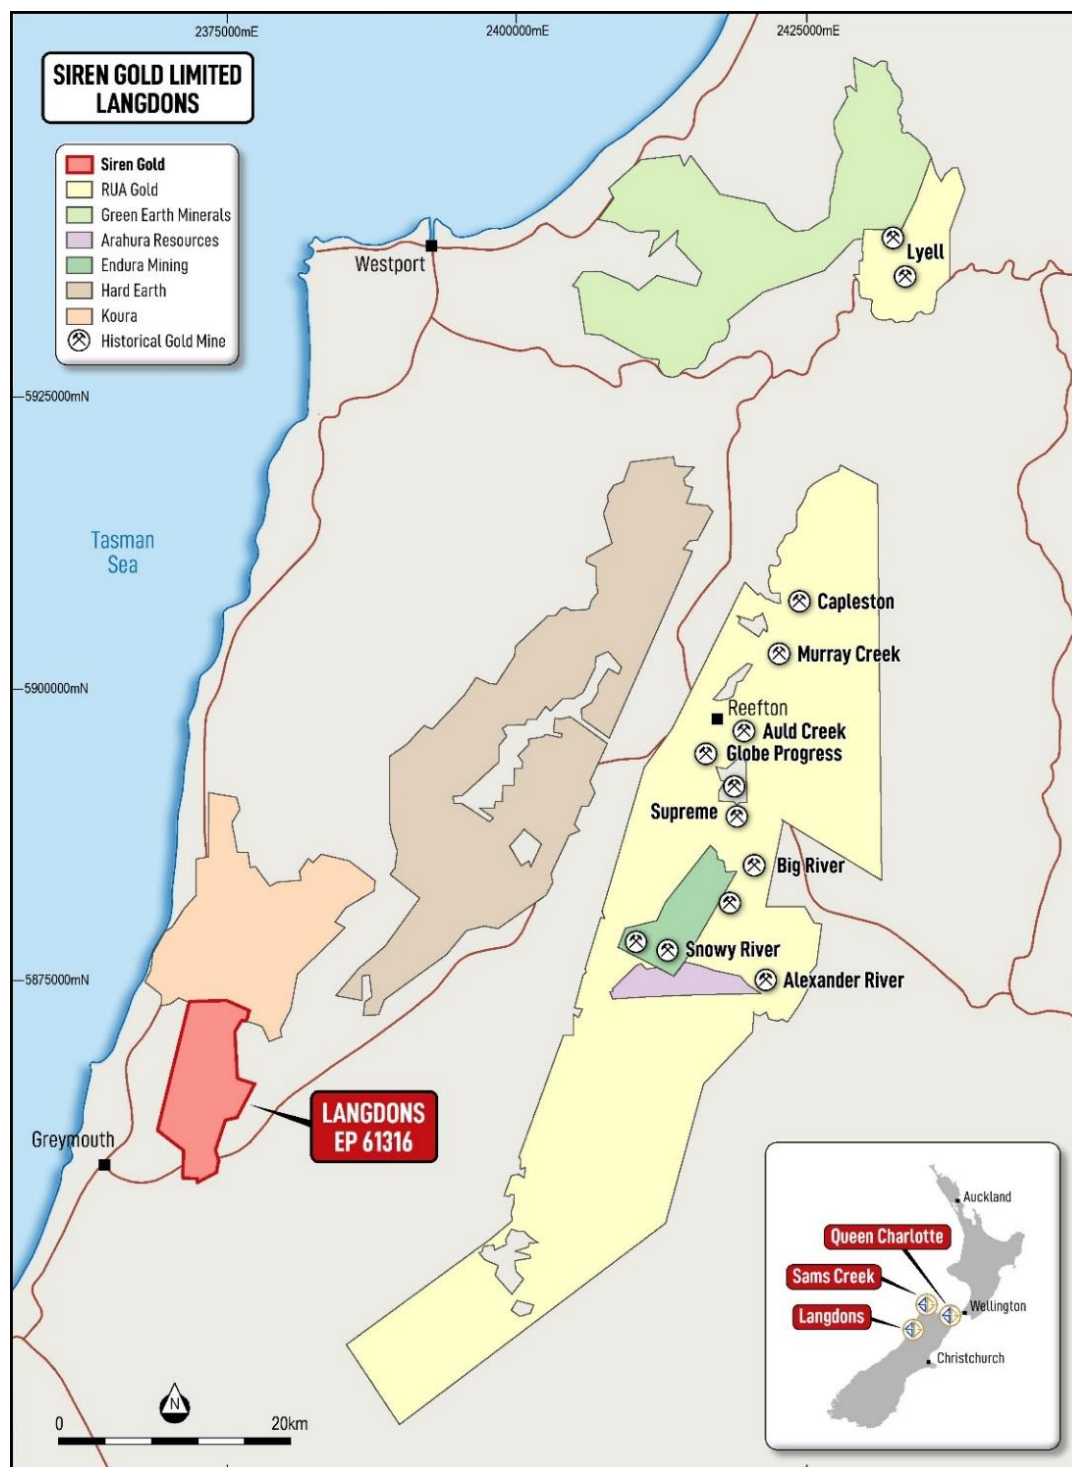 2375000mE
2400000mE
2425000mE
SIREN GOLD LIMITED
LANGDONS
Siren Gold
RUA Gold
Green Earth Minerals
Arahura Resources
Endura Mining
Hard Earth
Koura
Historical Gold Mine
Westport
Lyell
5925000mN
Tasman
Sea
Capleston
Murray Creek
5900000mN
Reefton
Auld Creek
Globe Progress
Supreme
Big River
Snowy River
5875000mN
Alexander River
LANGDONS
EP 61316
Greymouth
Auckland
Queen Charlotte
Sams Creek
Wellington
Langdons
Christchurch
N
0
20km